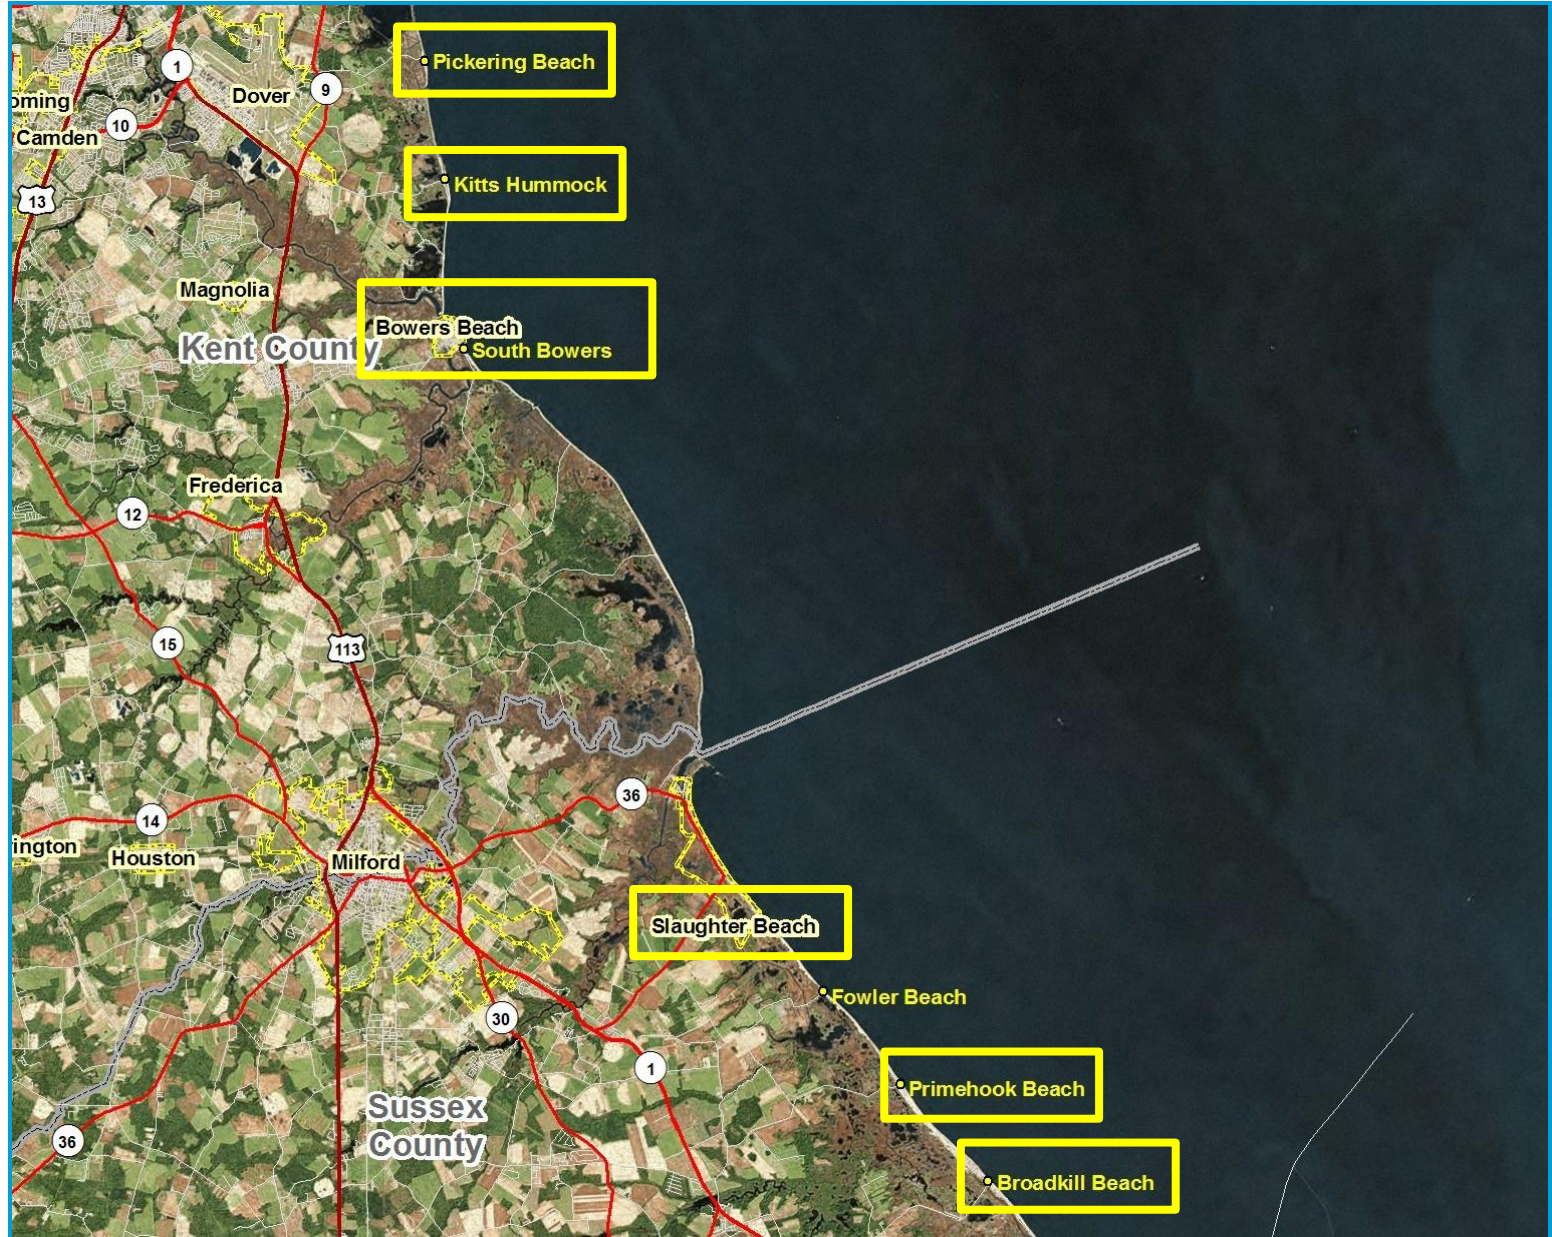 Pickering Beach
1
Dover
9
oming
10
Camden
Kitts Hummock
13
Magnolia
Bowers Beach
Kent County
South Bowers
Frederica
12
15
113
36
14
ington
Houston
Milford
Slaughter Beach
Fowler Beach
30
1
Primehook Beach
Sussex
County
36
Broadkill Beach